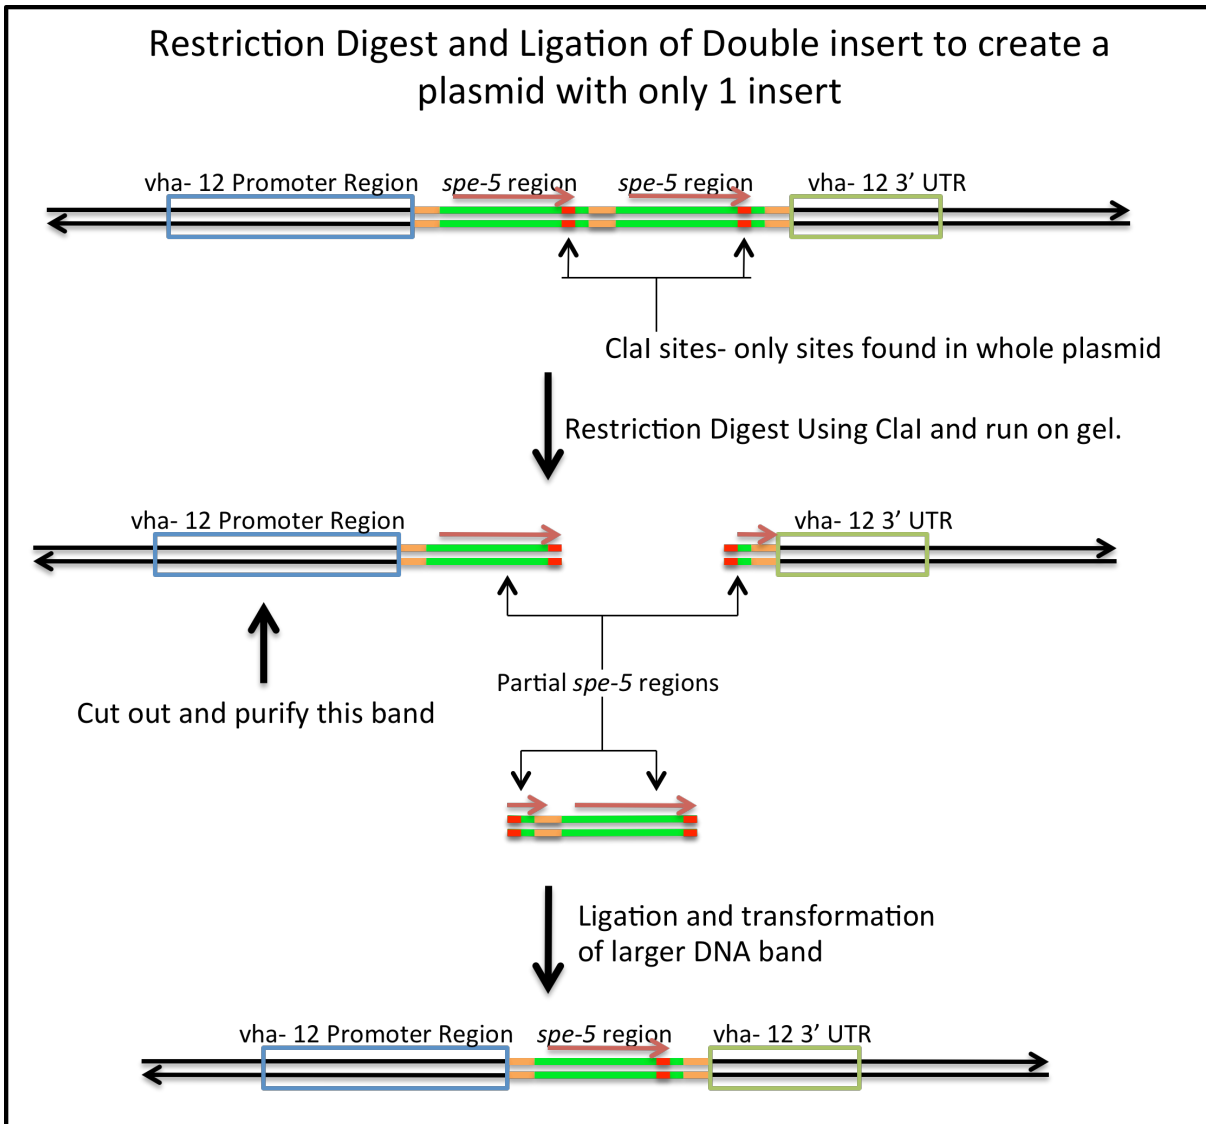 Restriction Digest and Ligation of Double insert to create a
plasmid with only 1 insert
vha- 12 Promoter Region spe-5 region spe-5 region vha- 12 3’ UTR
ClaI sites- only sites found in whole plasmid
Restriction Digest Using ClaI and run on gel.
vha- 12 Promoter Region vha- 12 3’ UTR
Partial spe-5 regions
Cut out and purify this band
Ligation and transformation
of larger DNA band
vha- 12 Promoter Region spe-5 region vha- 12 3’ UTR